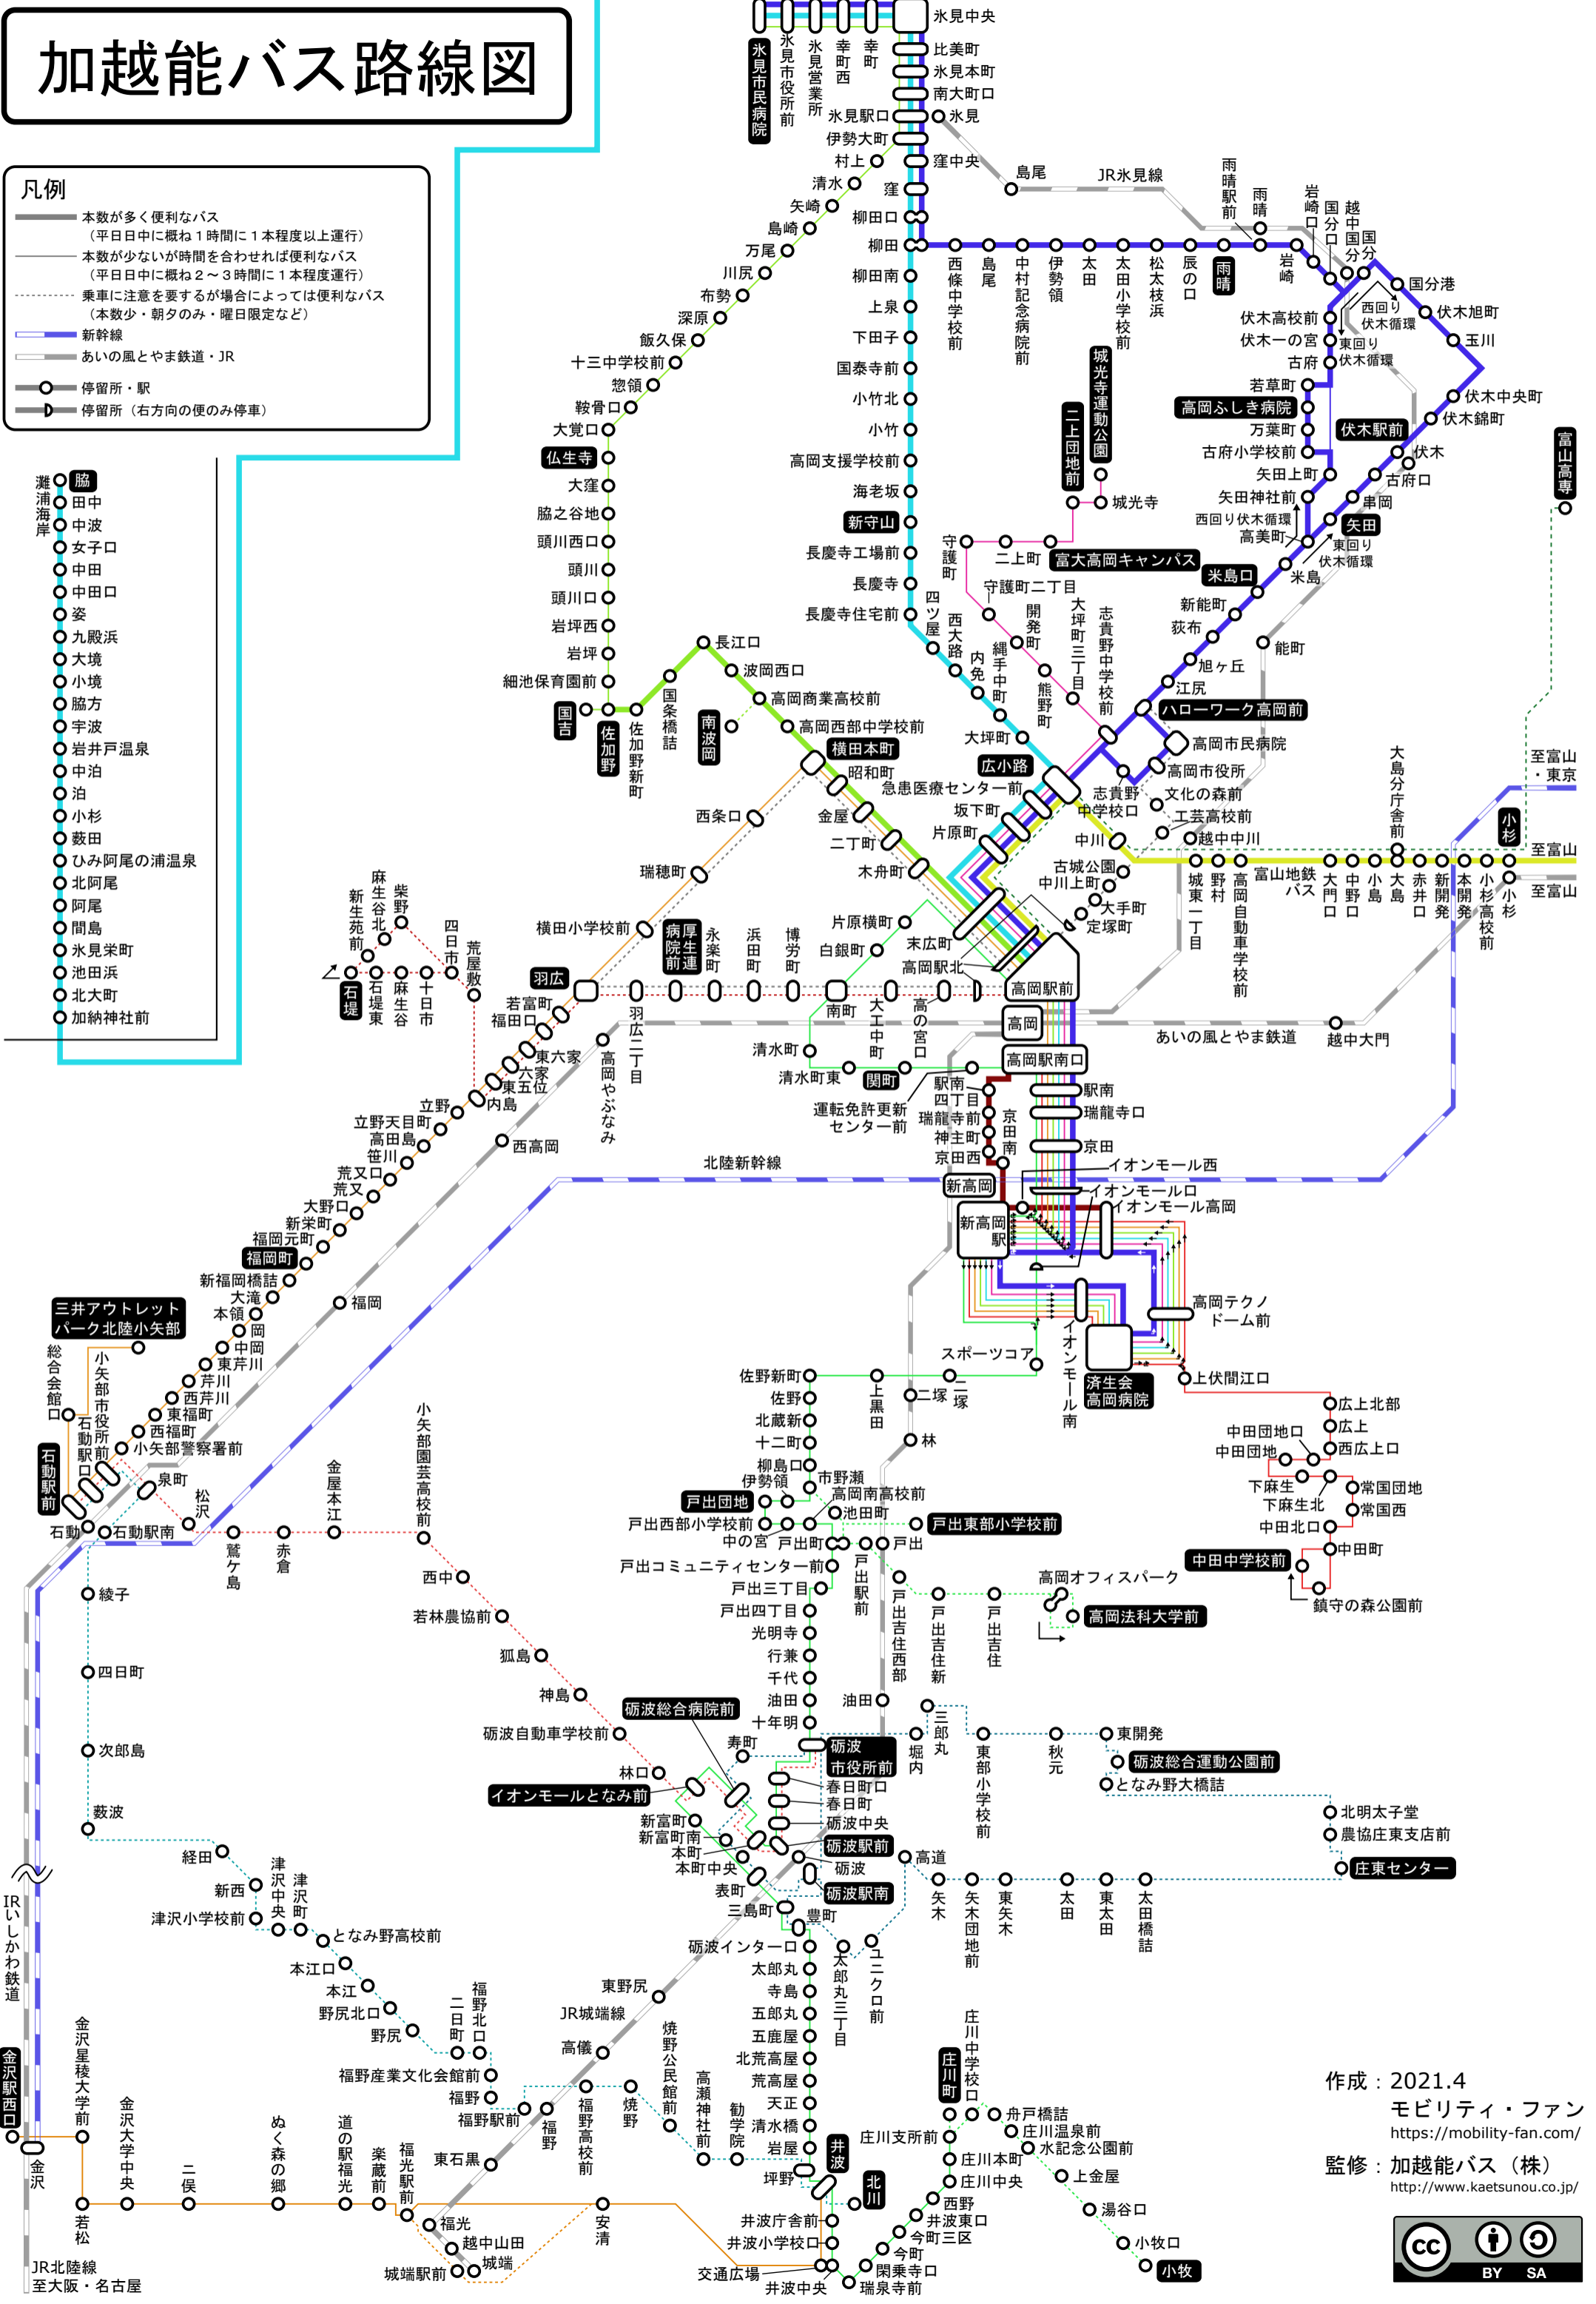 加越能バス路線図
凡例
本数が多く便利なバス
（平日日中に概ね１時間に１本程度以上運行）
本数が少ないが時間を合わせれば便利なバス
（平日日中に概ね２～３時間に１本程度運行）
乗車に注意を要するが場合によっては便利なバス
（本数少・朝夕のみ・曜日限定など）
新幹線
あいの風とやま鉄道・JR
停留所・駅
停留所（右方向の便のみ停車）
氷見市民病院
氷見市役所前
氷見営業所
幸町西
幸町
氷見中央
比美町
氷見本町
南大町口
氷見駅口
氷見
伊勢大町
村上
窪中央
清水
窪
矢崎
柳田口
島崎
柳田
万尾
川尻
布勢
深原
飯久保
十三中学校前
惣領
鞍骨口
大覚口
仏生寺
大窪
脇之谷地
頭川西口
頭川
頭川口
岩坪西
岩坪
細池保育園前
国吉
佐加野
佐加野新町
国条橋詰
長江口
波岡西口
高岡商業高校前
南波岡
高岡西部中学校前
横田本町
昭和町
金屋
二丁町
木舟町
末広町
柳田南
上泉
下田子
国泰寺前
小竹北
小竹
高岡支援学校前
海老坂
新守山
長慶寺工場前
長慶寺
長慶寺住宅前
四ツ屋
西大路
内免
縄手中町
大坪町
広小路
急患医療センター前
坂下町
片原町
島尾
JR氷見線
雨晴駅前
雨晴
岩崎口
国分口
越中国分
国分
西條中学校前
島尾
中村記念病院前
伊勢領
太田
太田小学校前
松太枝浜
辰の口
雨晴
岩崎
国分港
西回り
伏木循環
東回り
伏木循環
伏木旭町
玉川
伏木高校前
伏木一の宮
古府
若草町
高岡ふしき病院
万葉町
古府小学校前
矢田上町
矢田神社前
西回り伏木循環
高美町
伏木中央町
伏木錦町
伏木駅前
伏木
古府口
串岡
矢田
東回り
伏木循環
米島口
米島
新能町
荻布
旭ヶ丘
江尻
能町
ハローワーク高岡前
高岡市民病院
高岡市役所
志貴野
中学校口
文化の森前
工芸高校前
越中中川
城光寺運動公園
二上団地前
城光寺
守護町
二上町
富大高岡キャンパス
守護町二丁目
開発町
熊野町
大坪町三丁目
志貴野中学校前
中川
古城公園
中川上町
大手町
定塚町
富山高専
至富山
・東京
大島分庁舎前
小杉
至富山
至富山
城東一丁目
野村
高岡自動車学校前
富山地鉄
バス
大門口
中野口
小島
大島
赤井口
新開発
本開発
小杉高校前
小杉
灘浦海岸
脇
田中
中波
女子口
中田
中田口
姿
九殿浜
大境
小境
脇方
宇波
岩井戸温泉
中泊
泊
小杉
薮田
ひみ阿尾の浦温泉
北阿尾
阿尾
間島
氷見栄町
池田浜
北大町
加納神社前
西条口
瑞穂町
横田小学校前
羽広
病院前
厚生連
永楽町
浜田町
博労町
片原横町
白銀町
高岡駅北
高岡駅前
羽広二丁目
南町
大工中町
高の宮口
清水町
清水町東
関町
運転免許更新
センター前
高岡
高岡駅南口
あいの風とやま鉄道
越中大門
新生苑前
麻生谷北
柴野
四日市
荒屋敷
石堤
石堤東
麻生谷
十日市
若富町
福田口
東六家
六家
東五位
内島
高岡やぶなみ
立野
立野天目町
高田島
笹川
荒又口
荒又
大野口
新栄町
福岡元町
福岡町
新福岡橋詰
大滝
本領
岡
中岡
東芹川
芹川
西芹川
東福町
西福町
小矢部警察署前
西高岡
福岡
北陸新幹線
駅南
四丁目
瑞龍寺前
神主町
京田西
京田南
駅南
瑞龍寺口
京田
イオンモール西
イオンモール口
イオンモール高岡
新高岡
新高岡駅
高岡テクノ
ドーム前
イオンモール南
済生会
高岡病院
スポーツコア
上伏間江口
広上北部
広上
西広上口
中田団地口
中田団地
下麻生
下麻生北
常国団地
常国西
中田北口
中田町
中田中学校前
鎮守の森公園前
三井アウトレット
パーク北陸小矢部
総合会館口
小矢部市役所前
石動駅口
石動駅前
石動
石動駅南
泉町
松沢
鷲ケ島
赤倉
金屋本江
小矢部園芸高校前
西中
若林農協前
狐島
神島
砺波自動車学校前
林口
イオンモールとなみ前
砺波総合病院前
佐野新町
上黒田
二塚
二塚
林
佐野
北蔵新
十二町
柳島口
伊勢領
市野瀬
戸出団地
高岡南高校前
池田町
戸出西部小学校前
中の宮
戸出町
戸出
戸出東部小学校前
戸出コミュニティセンター前
戸出三丁目
戸出駅前
戸出四丁目
光明寺
行兼
千代
油田
油田
十年明
戸出吉住西部
戸出吉住新
戸出吉住
高岡オフィスパーク
高岡法科大学前
寿町
砺波
市役所前
春日町口
春日町
砺波中央
砺波駅前
砺波
砺波駅南
新富町
新富町南
本町
本町中央
表町
三島町
豊町
堀内
三郎丸
東部小学校前
秋元
東開発
砺波総合運動公園前
となみ野大橋詰
北明太子堂
農協庄東支店前
庄東センター
高道
矢木
矢木団地前
東矢木
太田
東太田
太田橋詰
砺波インター口
太郎丸
寺島
五郎丸
五鹿屋
北荒高屋
荒高屋
天正
清水橋
岩屋
坪野
太郎丸三丁目
ユニクロ前
綾子
四日町
次郎島
薮波
経田
新西
津沢小学校前
津沢中央
津沢町
となみ野高校前
本江口
本江
野尻北口
野尻
二日町
福野北口
福野産業文化会館前
福野
福野駅前
福野
福野高校前
焼野
焼野公民館前
高瀬神社前
勧学院
東野尻
JR城端線
高儀
東石黒
IRいしかわ鉄道
金沢駅西口
金沢星稜大学前
金沢
若松
金沢大学中央
二俣
ぬく森の郷
道の駅福光
楽蔵前
福光駅前
福光
越中山田
城端
城端駅前
安清
JR北陸線
至大阪・名古屋
井波
北川
井波庁舎前
井波小学校口
交通広場
井波中央
瑞泉寺前
閑乗寺口
今町
今町三区
井波東口
西野
庄川中央
庄川本町
庄川支所前
庄川町
庄川中学校口
舟戸橋詰
庄川温泉前
水記念公園前
上金屋
湯谷口
小牧口
小牧
作成：2021.4
モビリティ・ファン
https://mobility-fan.com/
監修：加越能バス（株）
http://www.kaetsunou.co.jp/
cc
BY SA